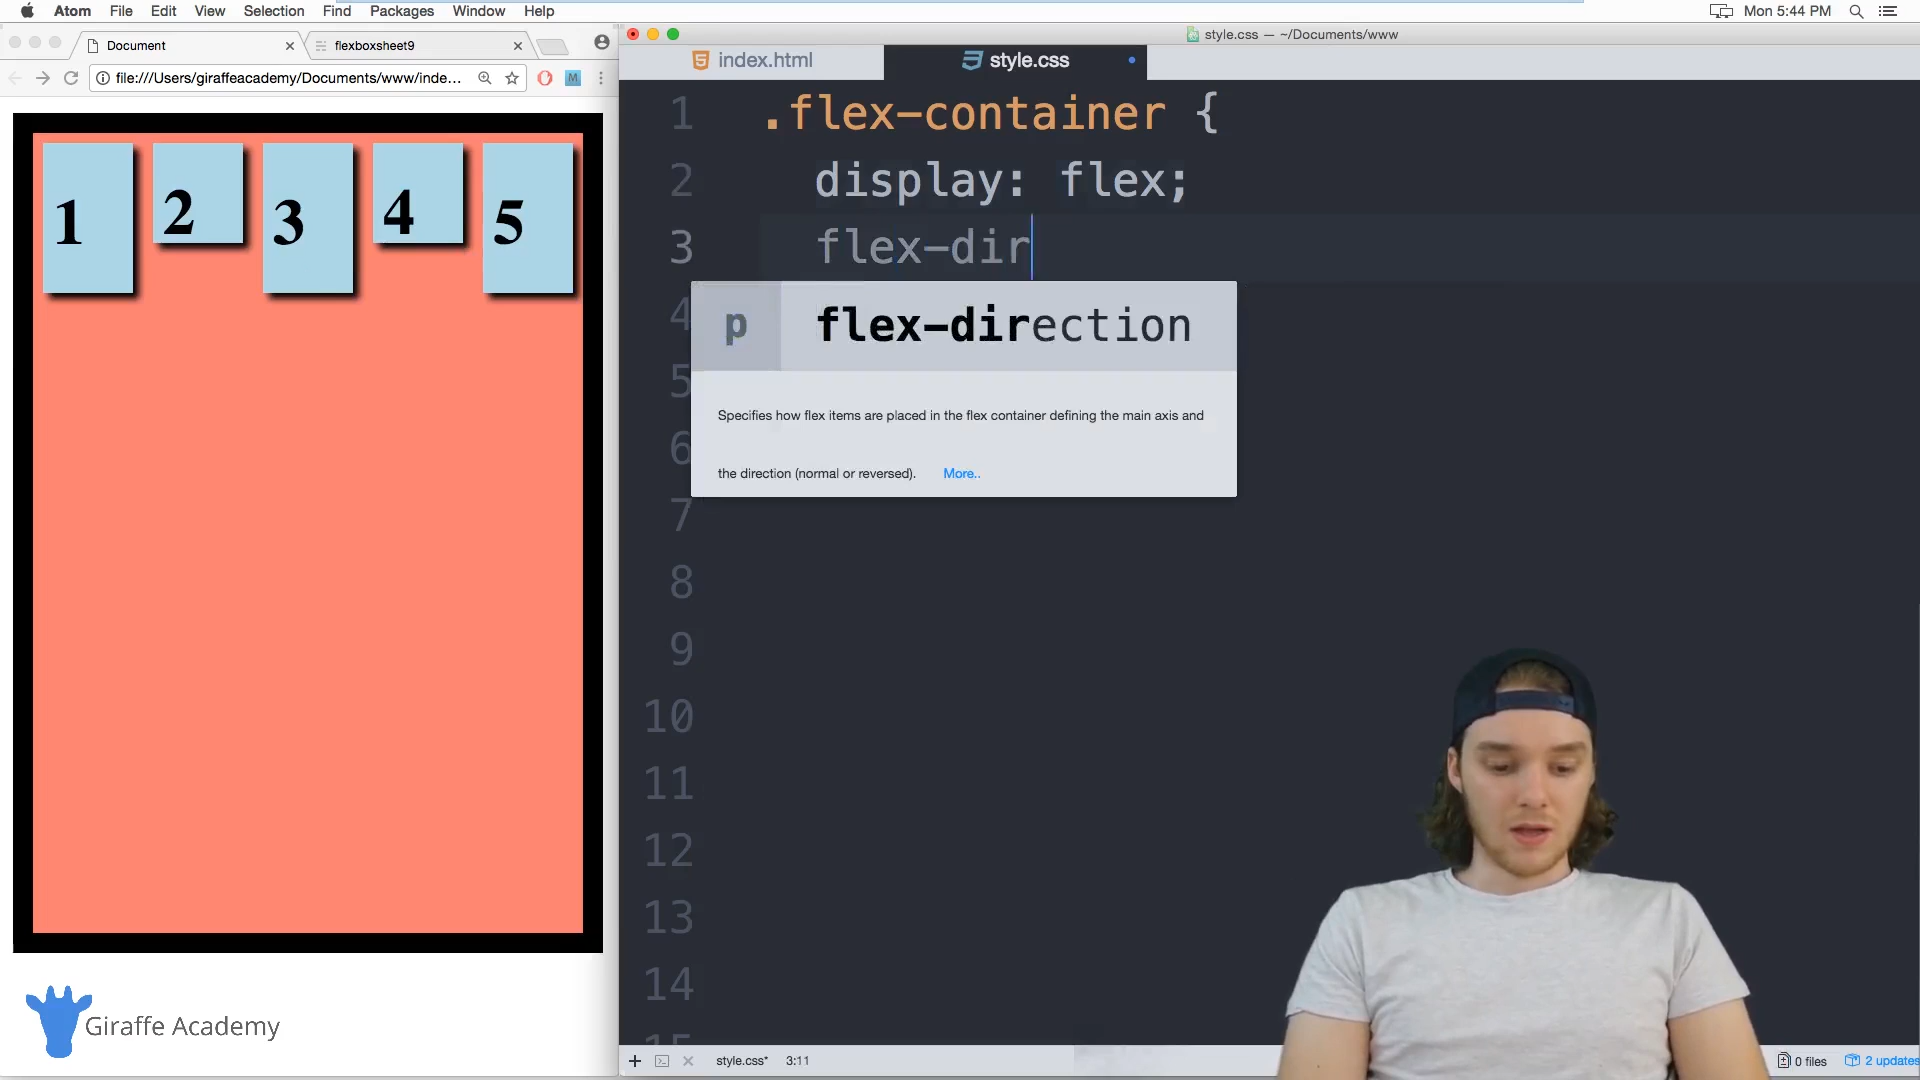 Atom File Edit View Selection Find Packages Window Help Mon 5:44 PM
Document flexboxsheet9
file:///Users/giraffeacademy/Documents/www/inde... M
style.css — ~/Documents/www
index.html style.css
1 .flex-container {
2 display: flex;
3 flex-dir
p flex-direction
Specifies how flex items are placed in the flex container defining the main axis and
the direction (normal or reversed). More..
4
5
6
7
8
9
10
11
12
13
14
15
1 2 3 4 5
Giraffe Academy
style.css* 3:11 0 files 2 updates